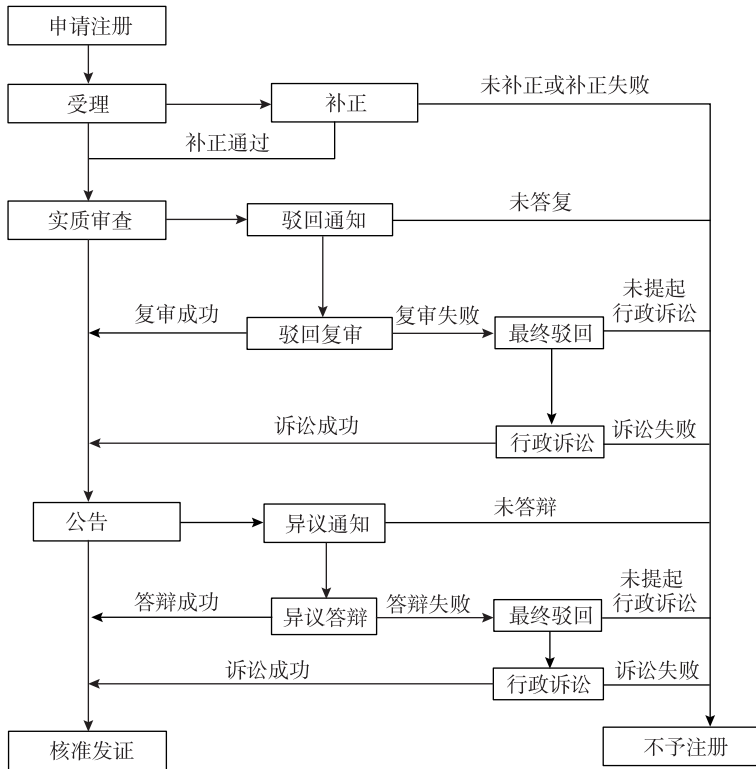 申请注册
受理
补正
未补正或补正失败
补正通过
实质审查
驳回通知
未答复
复审成功
驳回复审
复审失败
最终驳回
未提起
行政诉讼
诉讼成功
行政诉讼
诉讼失败
公告
异议通知
未答辩
答辩成功
异议答辩
答辩失败
最终驳回
未提起
行政诉讼
诉讼成功
行政诉讼
诉讼失败
核准发证
不予注册